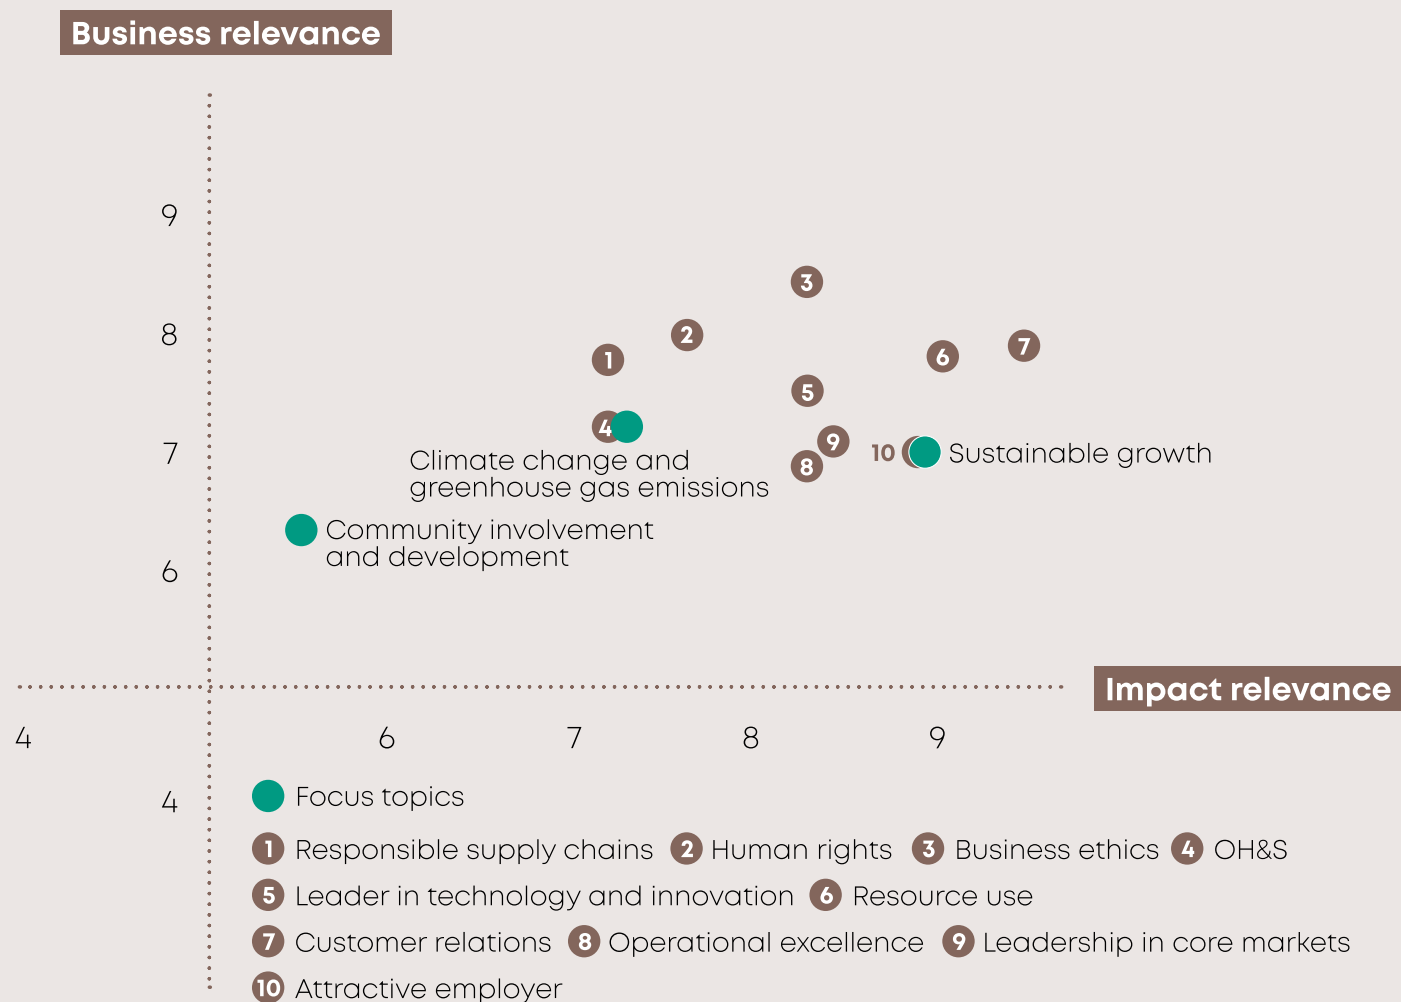 Business relevance
9
8
7
6
3
2
1
6
7
5
4
9
8
10
Sustainable growth
Climate change and
greenhouse gas emissions
Community involvement
and development
Impact relevance
4 6 7 8 9
4
Focus topics
1 Responsible supply chains 2 Human rights 3 Business ethics 4 OH&S
5 Leader in technology and innovation 6 Resource use
7 Customer relations 8 Operational excellence 9 Leadership in core markets
10 Attractive employer